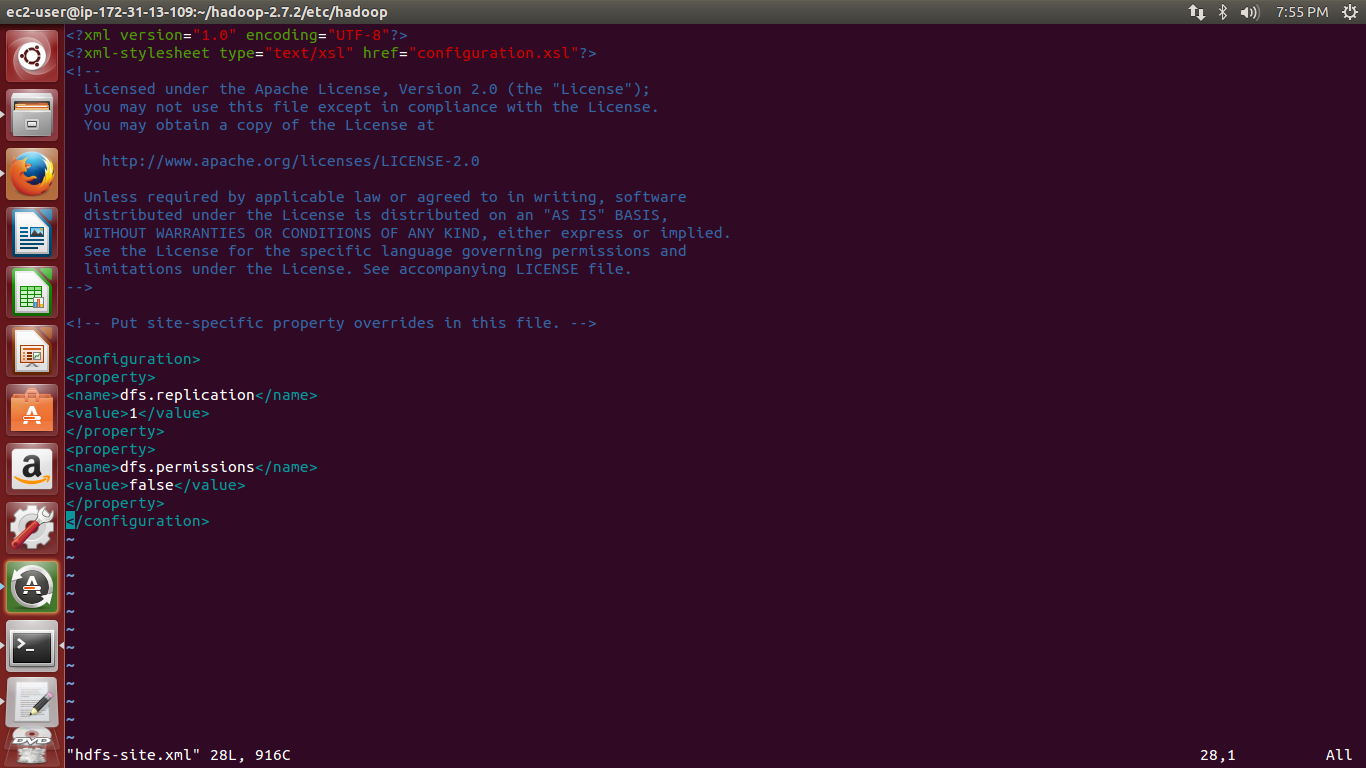 ec2-user@ip-172-31-13-109:~/hadoop-2.7.2/etc/hadoop 7:55 PM
<?xml version="1.0" encoding="UTF-8"?>
<?xml-stylesheet type="text/xsl" href="configuration.xsl"?>
<!--
  Licensed under the Apache License, Version 2.0 (the "License");
  you may not use this file except in compliance with the License.
  You may obtain a copy of the License at

    http://www.apache.org/licenses/LICENSE-2.0

  Unless required by applicable law or agreed to in writing, software
  distributed under the License is distributed on an "AS IS" BASIS,
  WITHOUT WARRANTIES OR CONDITIONS OF ANY KIND, either express or implied.
  See the License for the specific language governing permissions and
  limitations under the License. See accompanying LICENSE file.
-->

<!-- Put site-specific property overrides in this file. -->

<configuration>
<property>
<name>dfs.replication</name>
<value>1</value>
</property>
<property>
<name>dfs.permissions</name>
<value>false</value>
</property>
</configuration>
~
~
~
~
~
~
~
~
~
~
~
~
"hdfs-site.xml" 28L, 916C 28,1 All
a
>_
DVD